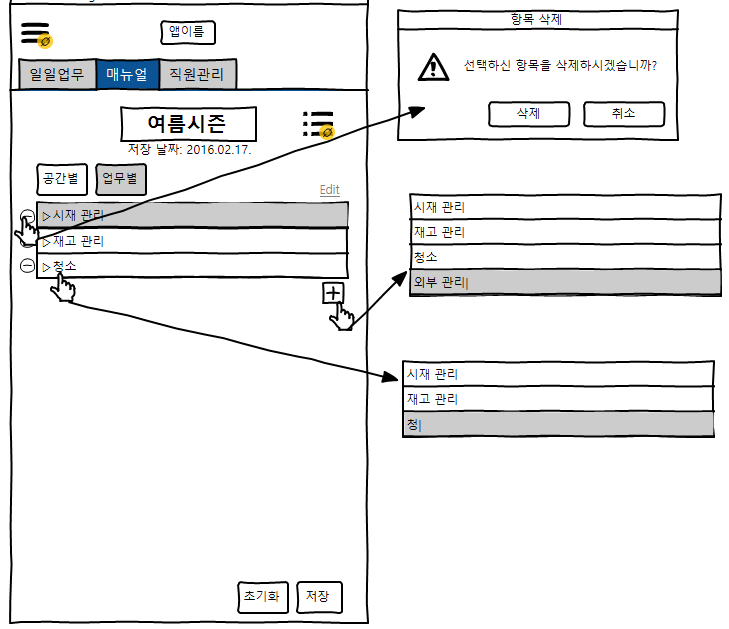 앱이름
일일업무 매뉴얼 직원관리
여름시즌
저장 날짜: 2016.02.17.
공간별 업무별
Edit
시재 관리
재고 관리
청소
초기화 저장
항목 삭제
선택하신 항목을 삭제하시겠습니까?
삭제 취소
시재 관리
재고 관리
청소
외부 관리
시재 관리
재고 관리
청